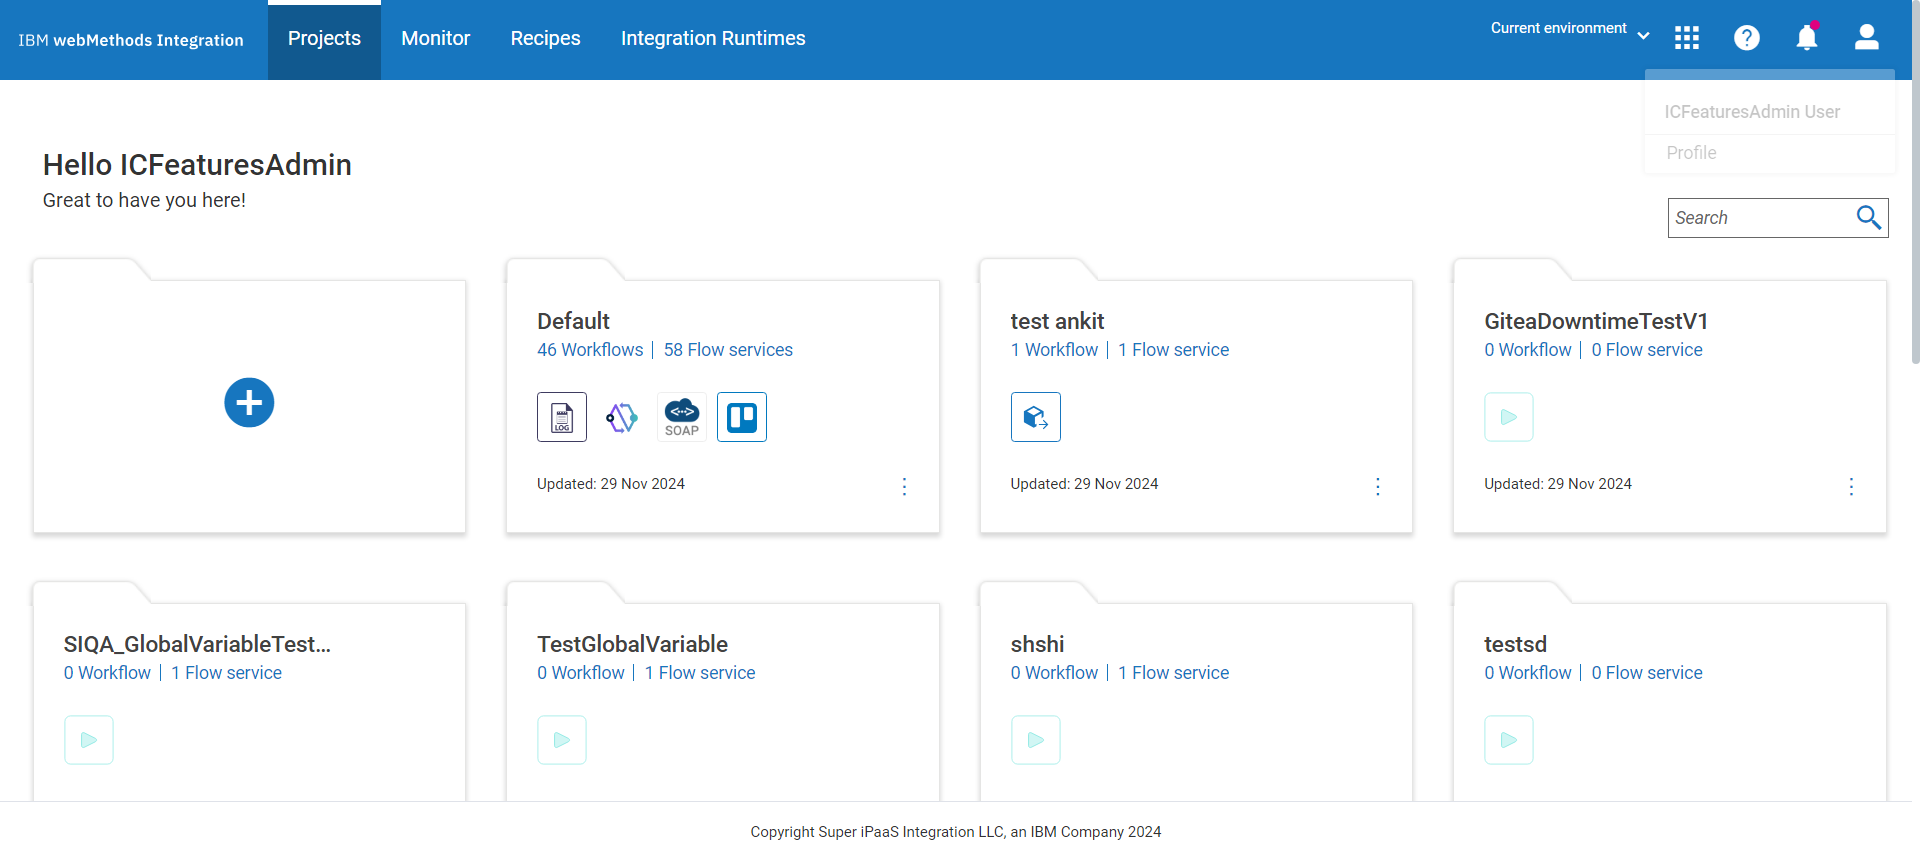 IBM webMethods Integration
Projects
Monitor
Recipes
Integration Runtimes
Current environment
?
ICFeaturesAdmin User
Profile
Hello ICFeaturesAdmin
Great to have you here!
Search
Default
46 Workflows | 58 Flow services
LOG
SOAP
Updated: 29 Nov 2024
test ankit
1 Workflow | 1 Flow service
Updated: 29 Nov 2024
GiteaDowntimeTestV1
0 Workflow | 0 Flow service
Updated: 29 Nov 2024
SIQA_GlobalVariableTest...
0 Workflow | 1 Flow service
TestGlobalVariable
0 Workflow | 1 Flow service
shshi
0 Workflow | 1 Flow service
testsd
0 Workflow | 0 Flow service
Copyright Super iPaaS Integration LLC, an IBM Company 2024